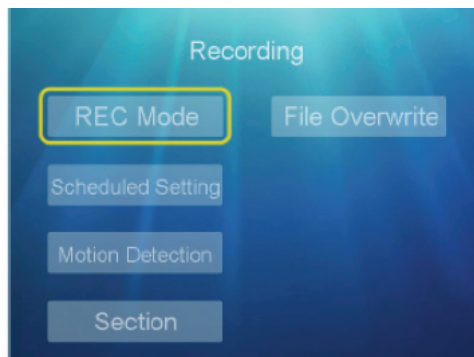 Recording
REC Mode
File Overwrite
Scheduled Setting
Motion Detection
Section